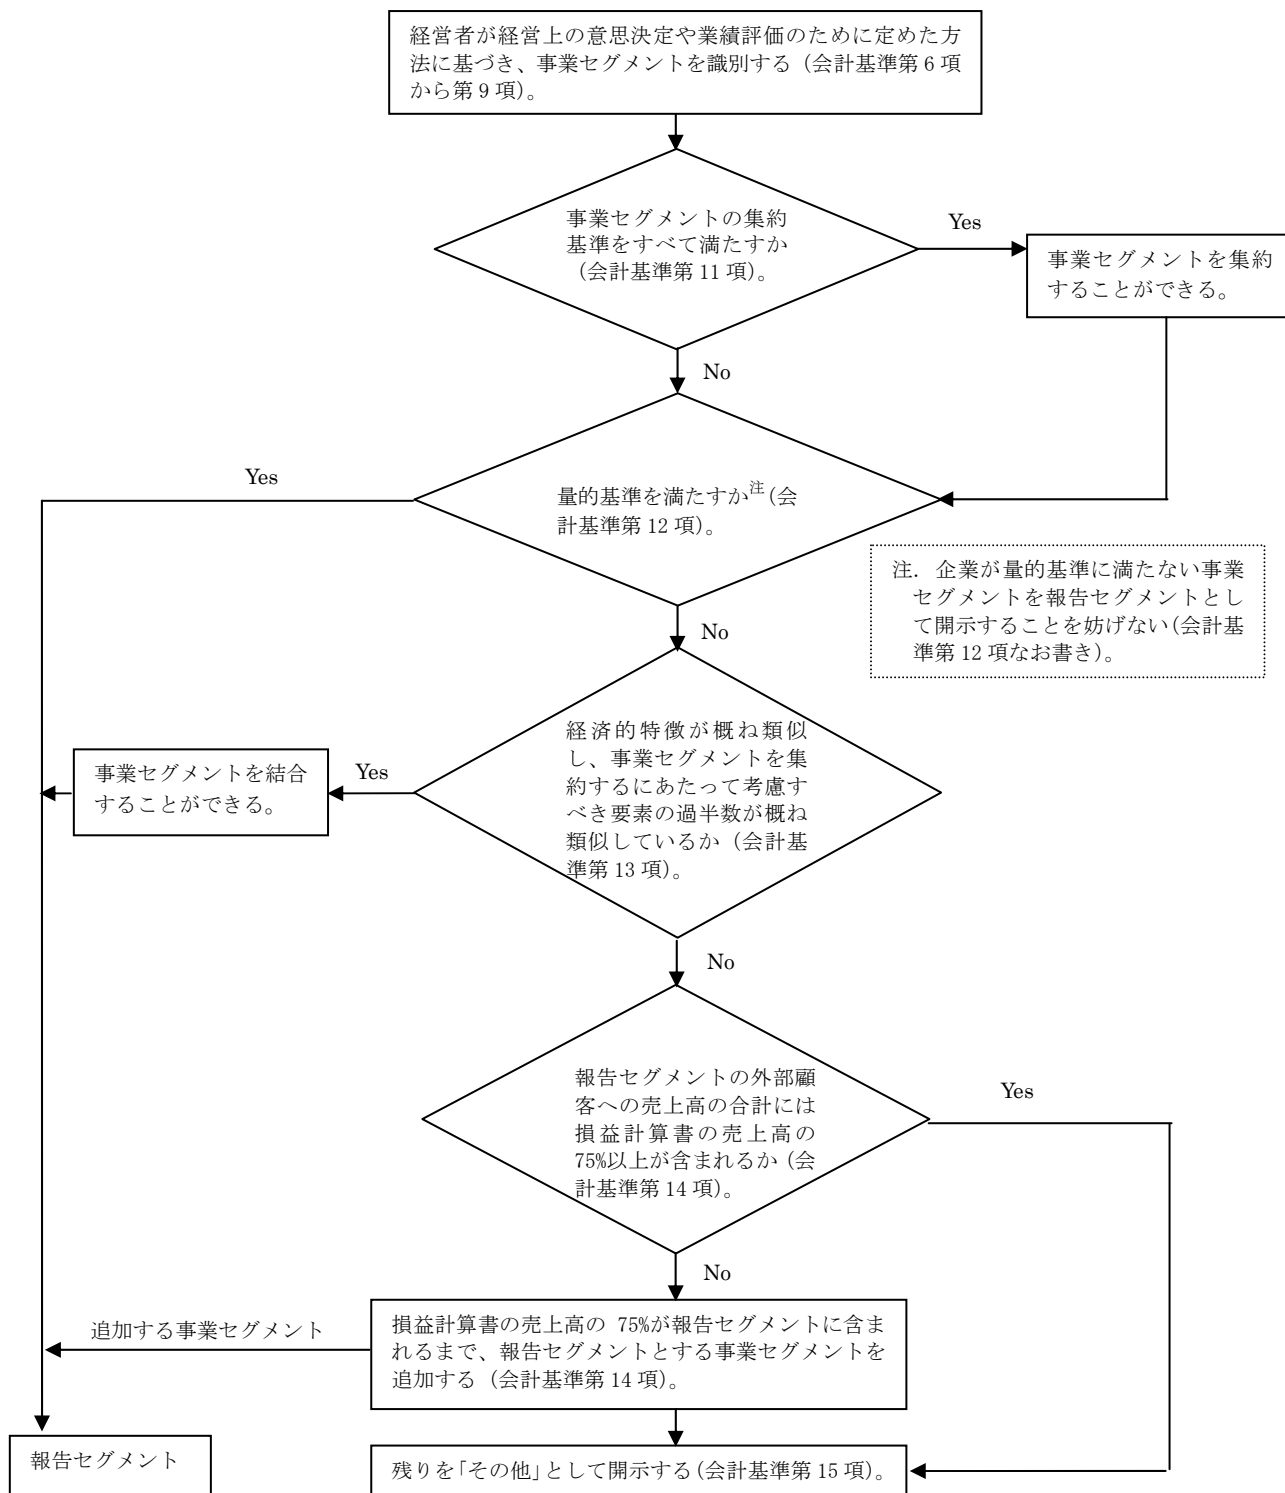 経営者が経営上の意思決定や業績評価のために定めた方
法に基づき、事業セグメントを識別する（会計基準第 6 項
から第 9 項）。
事業セグメントの集約
基準をすべて満たすか
（会計基準第 11 項）。
Yes
事業セグメントを集約
することができる。
No
Yes
量的基準を満たすか注（会
計基準第 12 項）。
注．企業が量的基準に満たない事業
セグメントを報告セグメントとし
て開示することを妨げない（会計基
準第 12 項なお書き）。
No
経済的特徴が概ね類似
し、事業セグメントを集
約するにあたって考慮す
べき要素の過半数が概ね
類似しているか（会計基
準第 13 項）。
Yes
事業セグメントを結合
することができる。
No
報告セグメントの外部顧
客への売上高の合計には
損益計算書の売上高の
75%以上が含まれるか（会
計基準第 14 項）。
Yes
No
追加する事業セグメント
損益計算書の売上高の 75%が報告セグメントに含ま
れるまで、報告セグメントとする事業セグメントを
追加する（会計基準第 14 項）。
報告セグメント
残りを「その他」として開示する（会計基準第 15 項）。